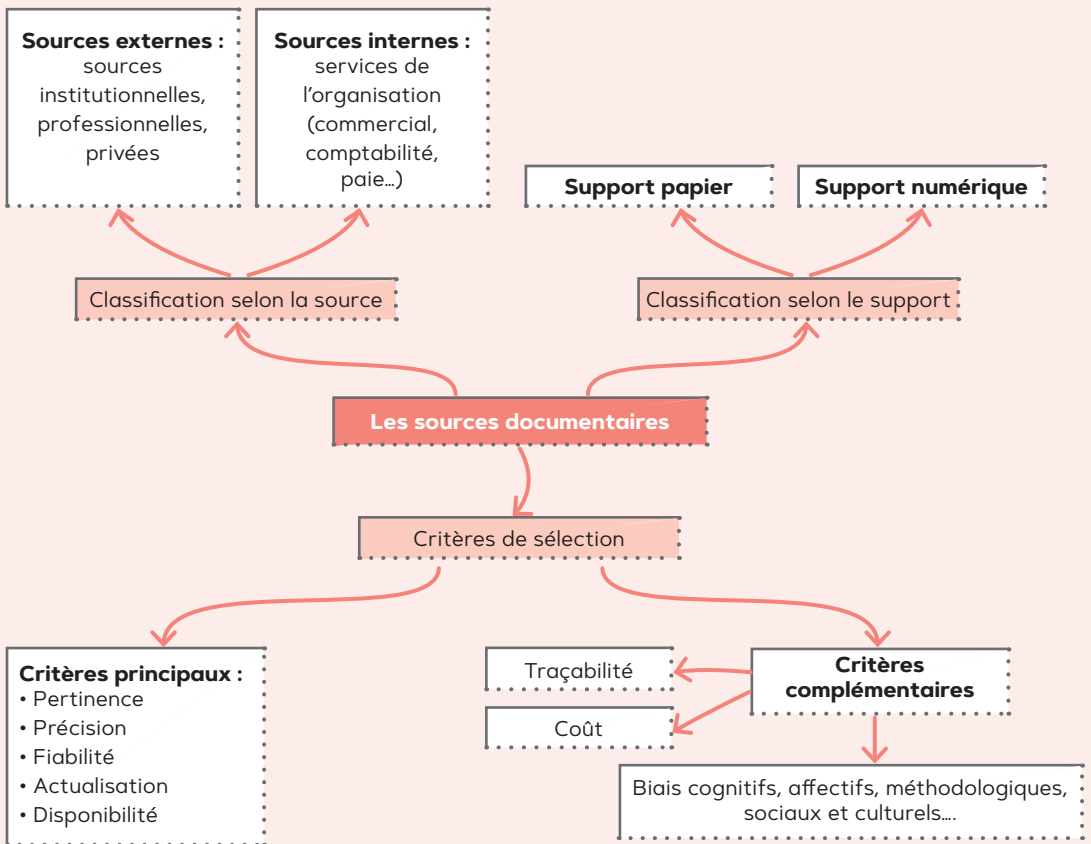 Sources externes :
sources
institutionnelles,
professionnelles,
privées
Sources internes :
services de
l'organisation
(commercial,
comptabilité,
paie…)
Support papier
Support numérique
Classification selon la source
Classification selon le support
Les sources documentaires
Critères de sélection
Critères principaux :
• Pertinence
• Précision
• Fiabilité
• Actualisation
• Disponibilité
Traçabilité
Coût
Critères
complémentaires
Biais cognitifs, affectifs, méthodologiques,
sociaux et culturels….